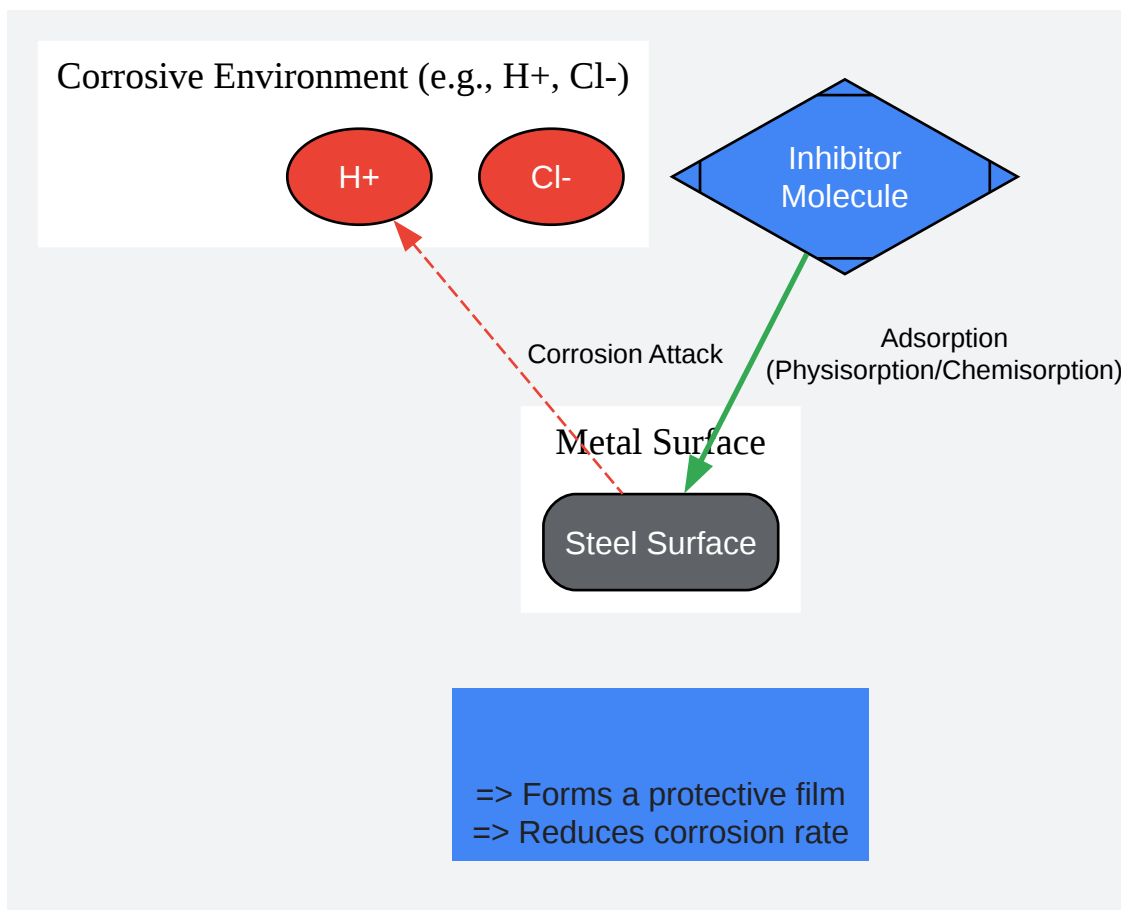 Corrosive Environment (e.g., H+, Cl-)
H+
Cl-
Inhibitor
Molecule
Corrosion Attack
Adsorption
(Physisorption/Chemisorption)
Metal Surface
Steel Surface
=> Forms a protective film
=> Reduces corrosion rate